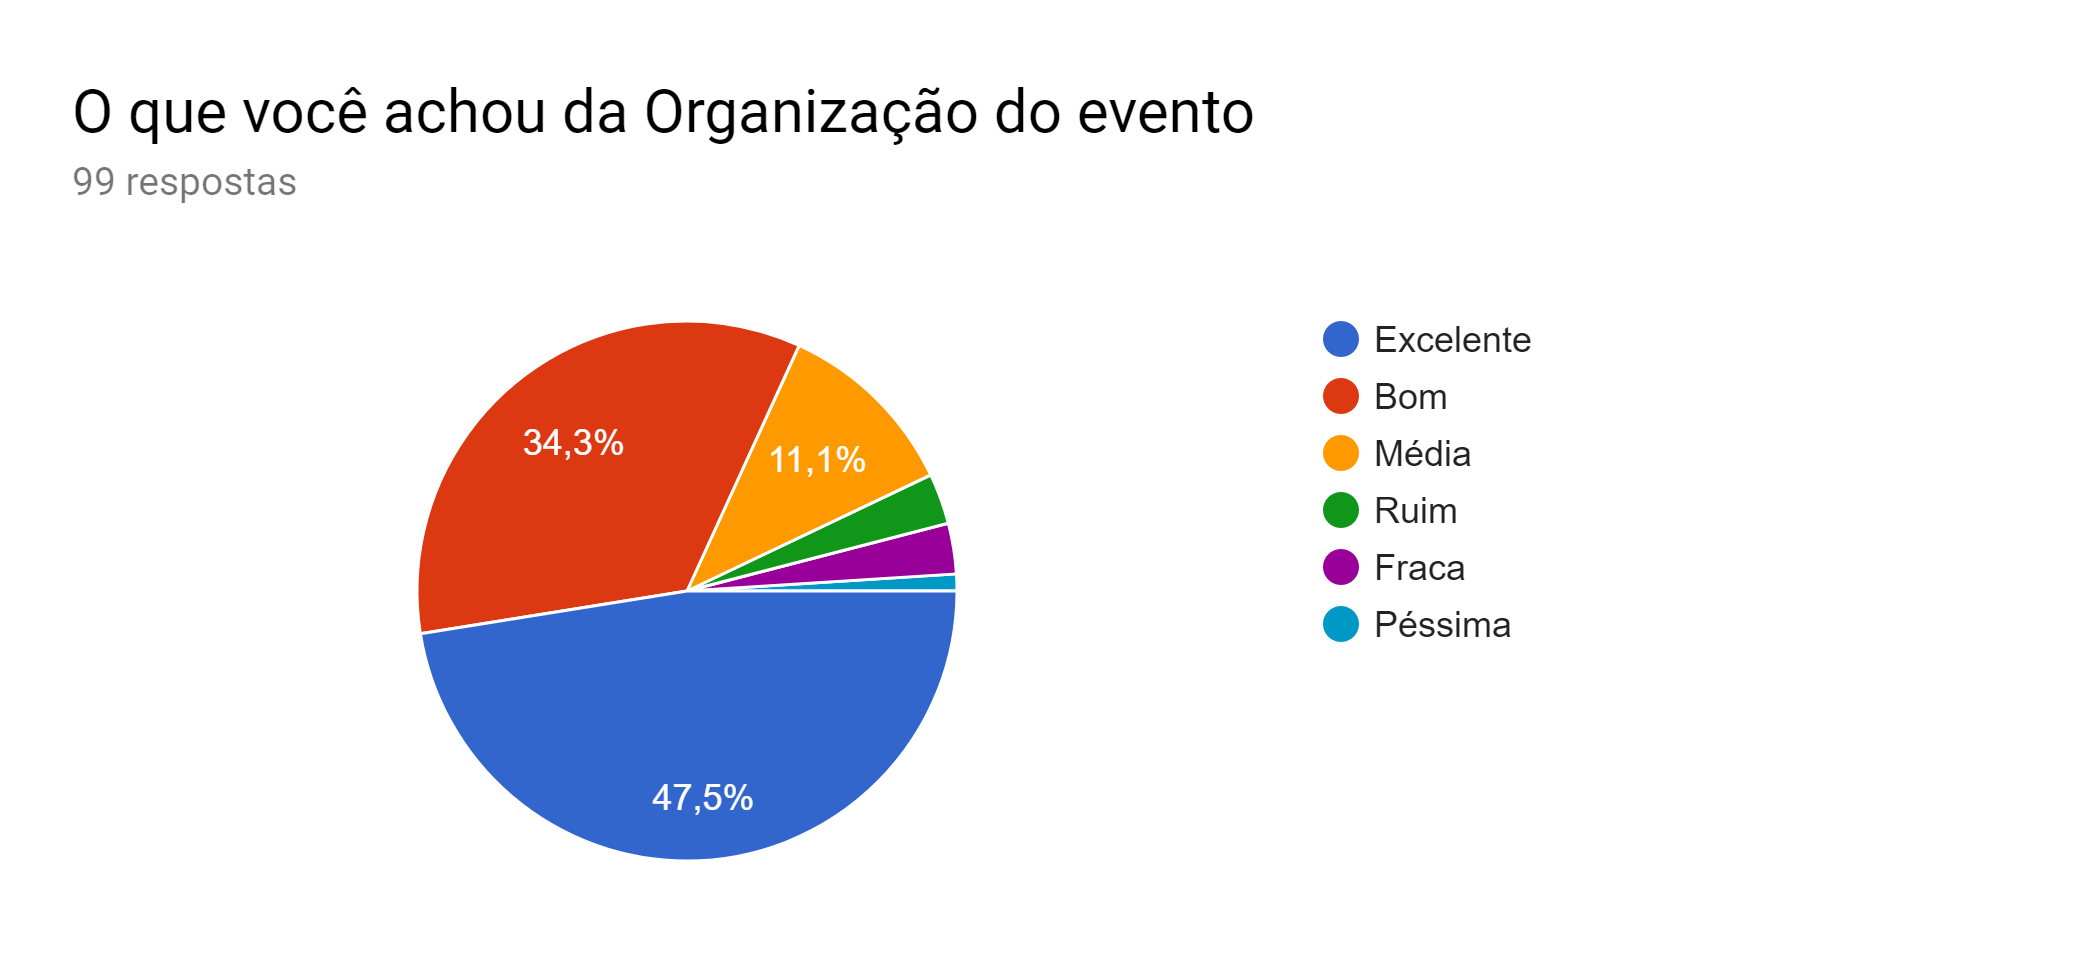 O que você achou da Organização do evento
99 respostas
34,3%
11,1%
47,5%
Excelente
Bom
Média
Ruim
Fraca
Péssima